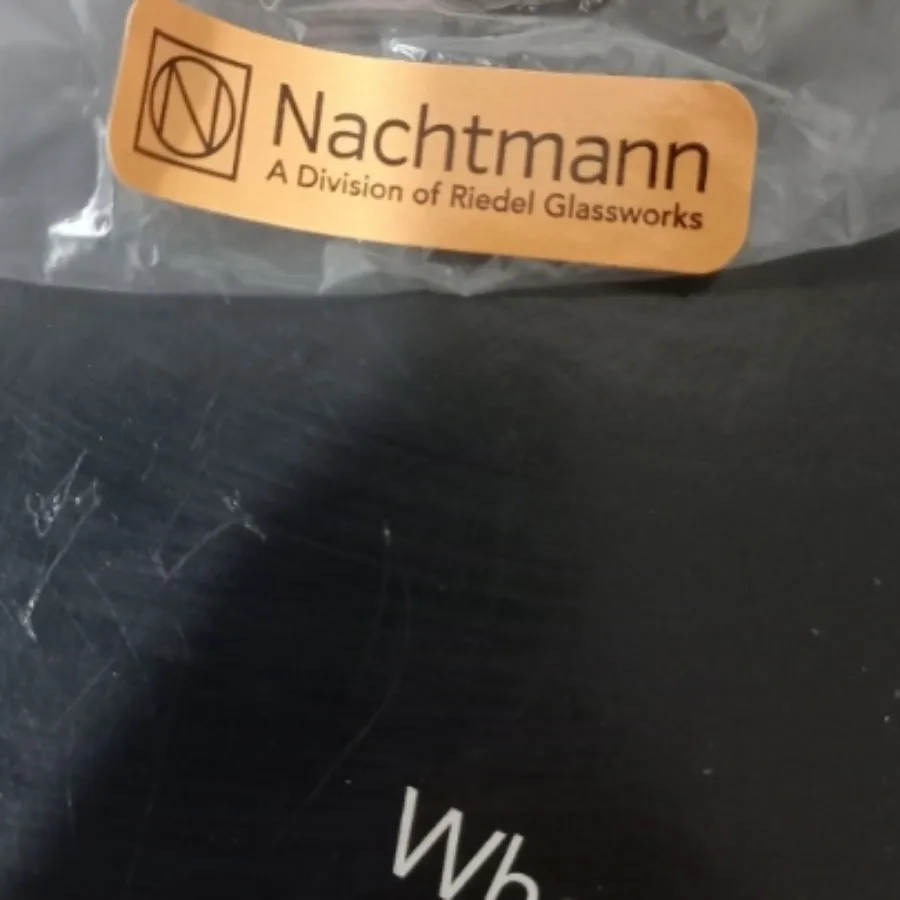 Nachtmann
A Division of Riedel Glassworks